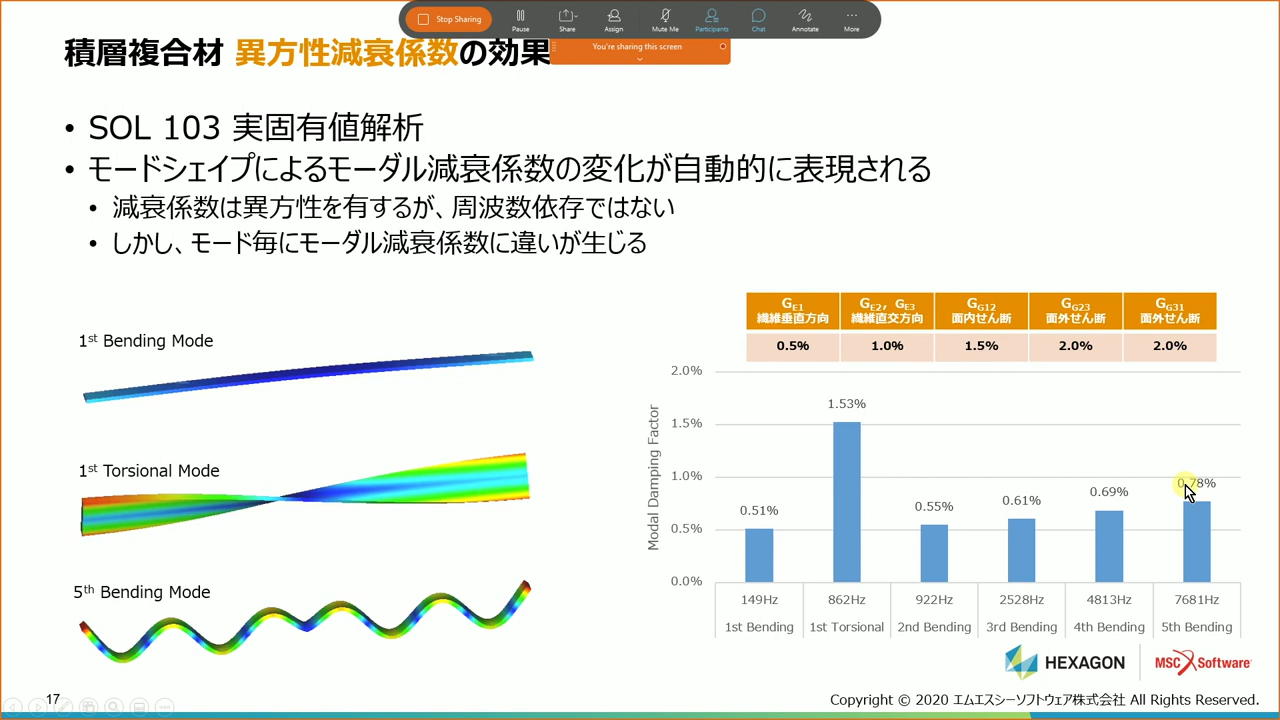 Stop Sharing
Pause
Share
Assign
Mute Me
Participants
Chat
Annotate
More
You're sharing this screen
積層複合材 異方性減衰係数の効果
• SOL 103 実固有値解析
• モードシェイプによるモーダル減衰係数の変化が自動的に表現される
• 減衰係数は異方性を有するが、周波数依存ではない
• しかし、モード毎にモーダル減衰係数に違いが生じる
1st Bending Mode
1st Torsional Mode
5th Bending Mode
GE1 GE2, GE3 GG12 GG23 GG31
繊維垂直方向 繊維直交方向 面内せん断 面外せん断 面外せん断
0.5% 1.0% 1.5% 2.0% 2.0%
Modal Damping Factor
2.0%
1.5%
1.0%
0.5%
0.0%
0.51%
1.53%
0.55%
0.61%
0.69%
0.78%
149Hz 862Hz 922Hz 2528Hz 4813Hz 7681Hz
1st Bending 1st Torsional 2nd Bending 3rd Bending 4th Bending 5th Bending
HEXAGON
MSC Software
17
Copyright © 2020 エムエスシーソフトウェア株式会社 All Rights Reserved.